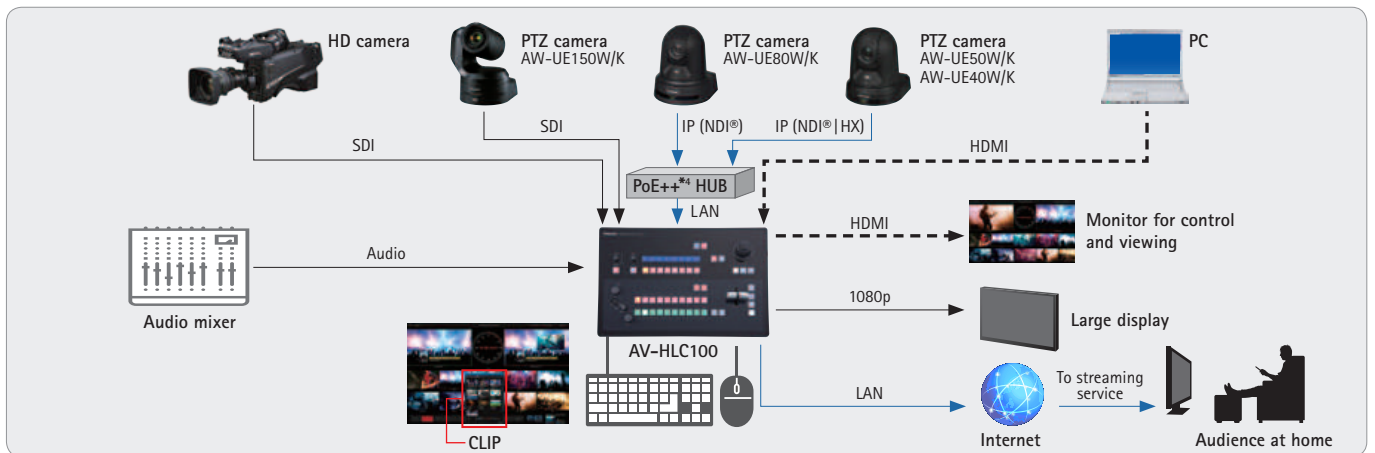 HD camera
PTZ camera
AW-UE150W/K
PTZ camera
AW-UE80W/K
PTZ camera
AW-UE50W/K
AW-UE40W/K
PC
SDI
SDI
IP (NDI®)
IP (NDI®|HX)
HDMI
PoE++*4 HUB
LAN
HDMI
Monitor for control
and viewing
Audio
Audio mixer
1080p
Large display
AV-HLC100
LAN
To streaming
service
CLIP
Internet
Audience at home